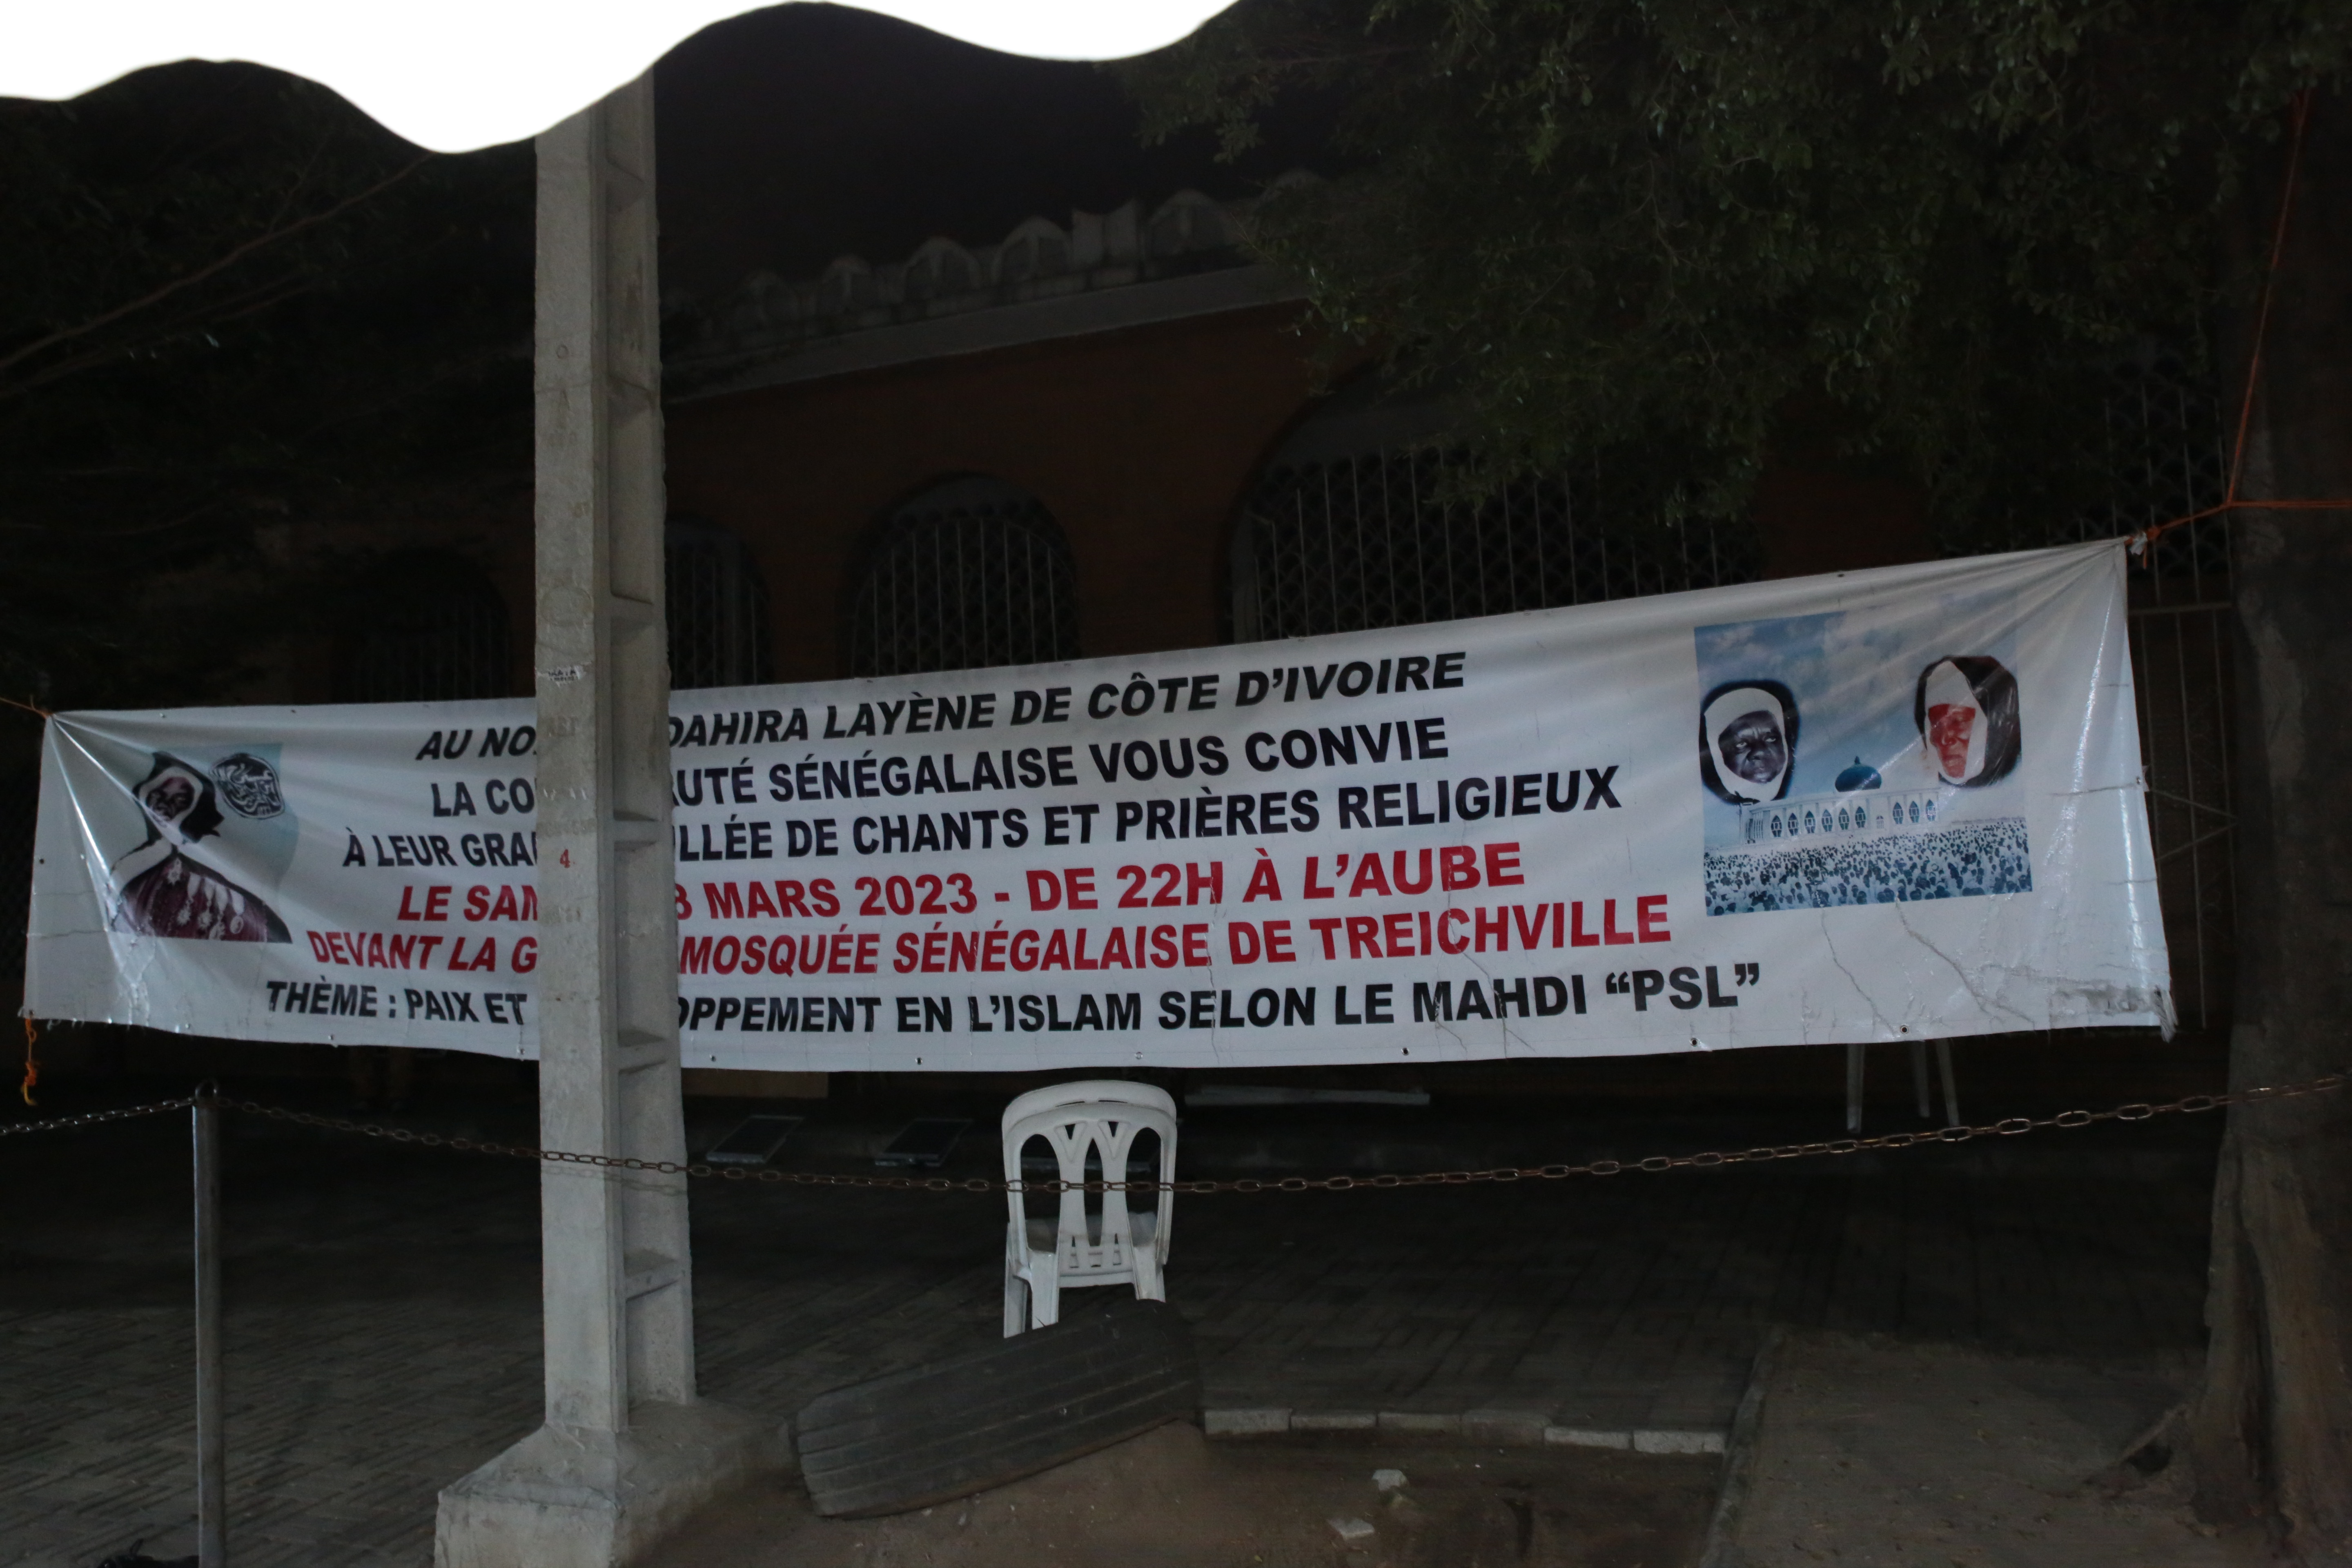 AU NO DAHIRA LAYÈNE DE CÔTE D'IVOIRE
LA CO AUTÉ SÉNÉGALAISE VOUS CONVIE
À LEUR GRA LLÉE DE CHANTS ET PRIÈRES RELIGIEUX
LE SAM 8 MARS 2023 - DE 22H À L'AUBE
DEVANT LA G MOSQUÉE SÉNÉGALAISE DE TREICHVILLE
THÈME : PAIX ET OPPEMENT EN L'ISLAM SELON LE MAHDI “PSL”
4